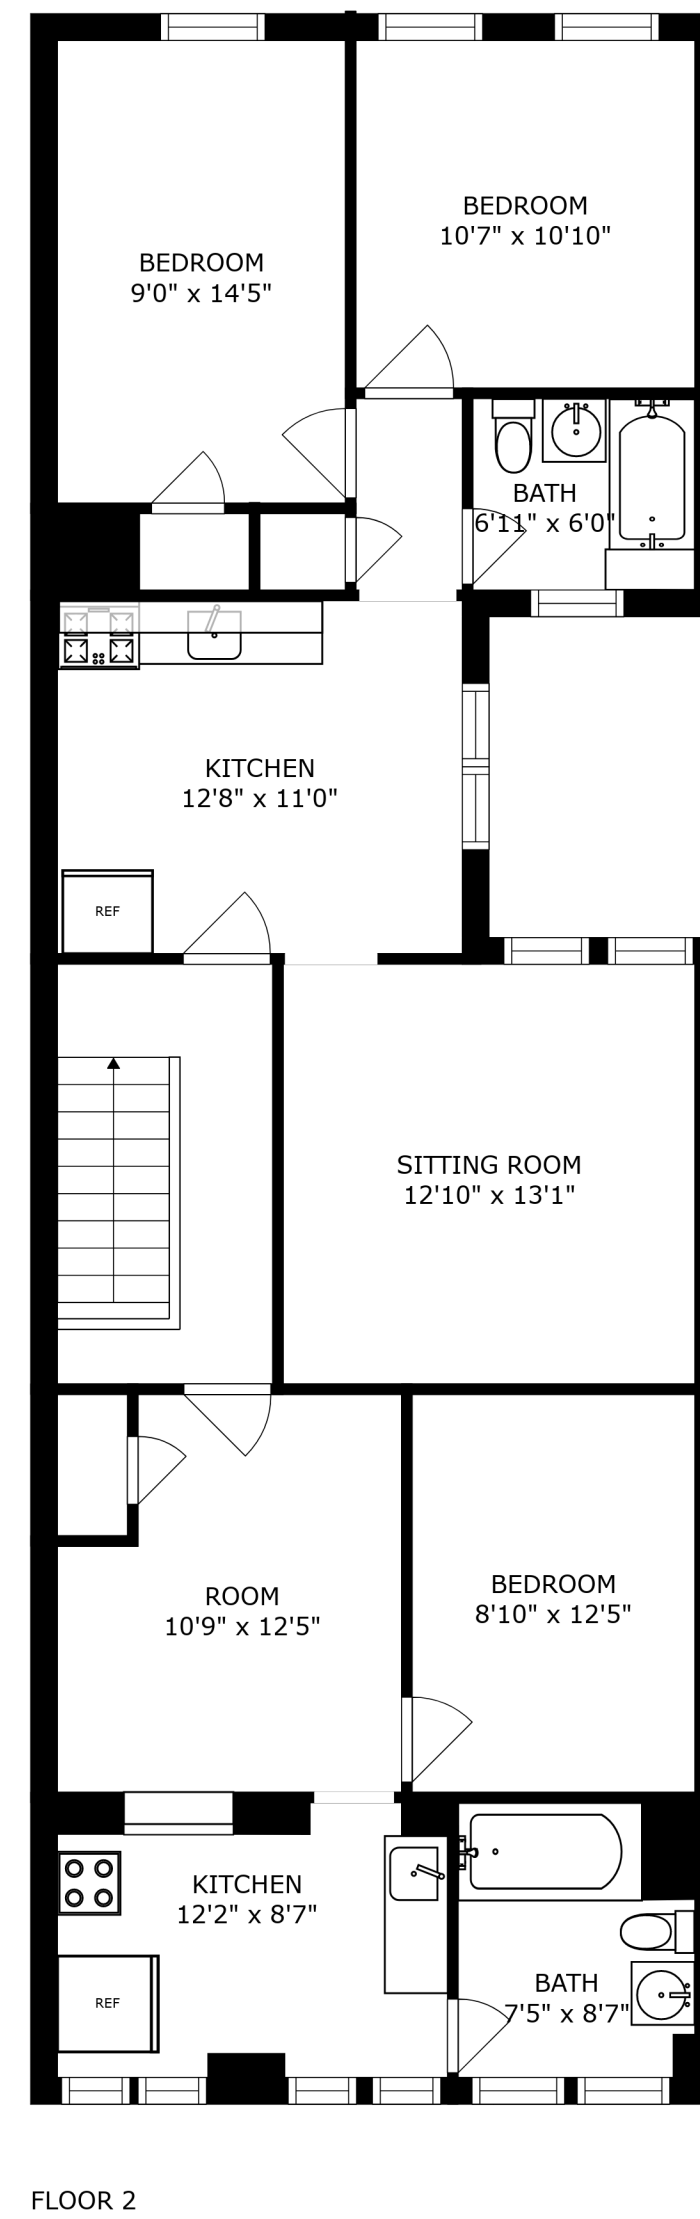 BEDROOM
10'7" x 10'10"
BEDROOM
9'0" x 14'5"
BATH
6'11" x 6'0"
KITCHEN
12'8" x 11'0"
REF
SITTING ROOM
12'10" x 13'1"
BEDROOM
8'10" x 12'5"
ROOM
10'9" x 12'5"
KITCHEN
12'2" x 8'7"
REF
BATH
7'5" x 8'7"
FLOOR 2